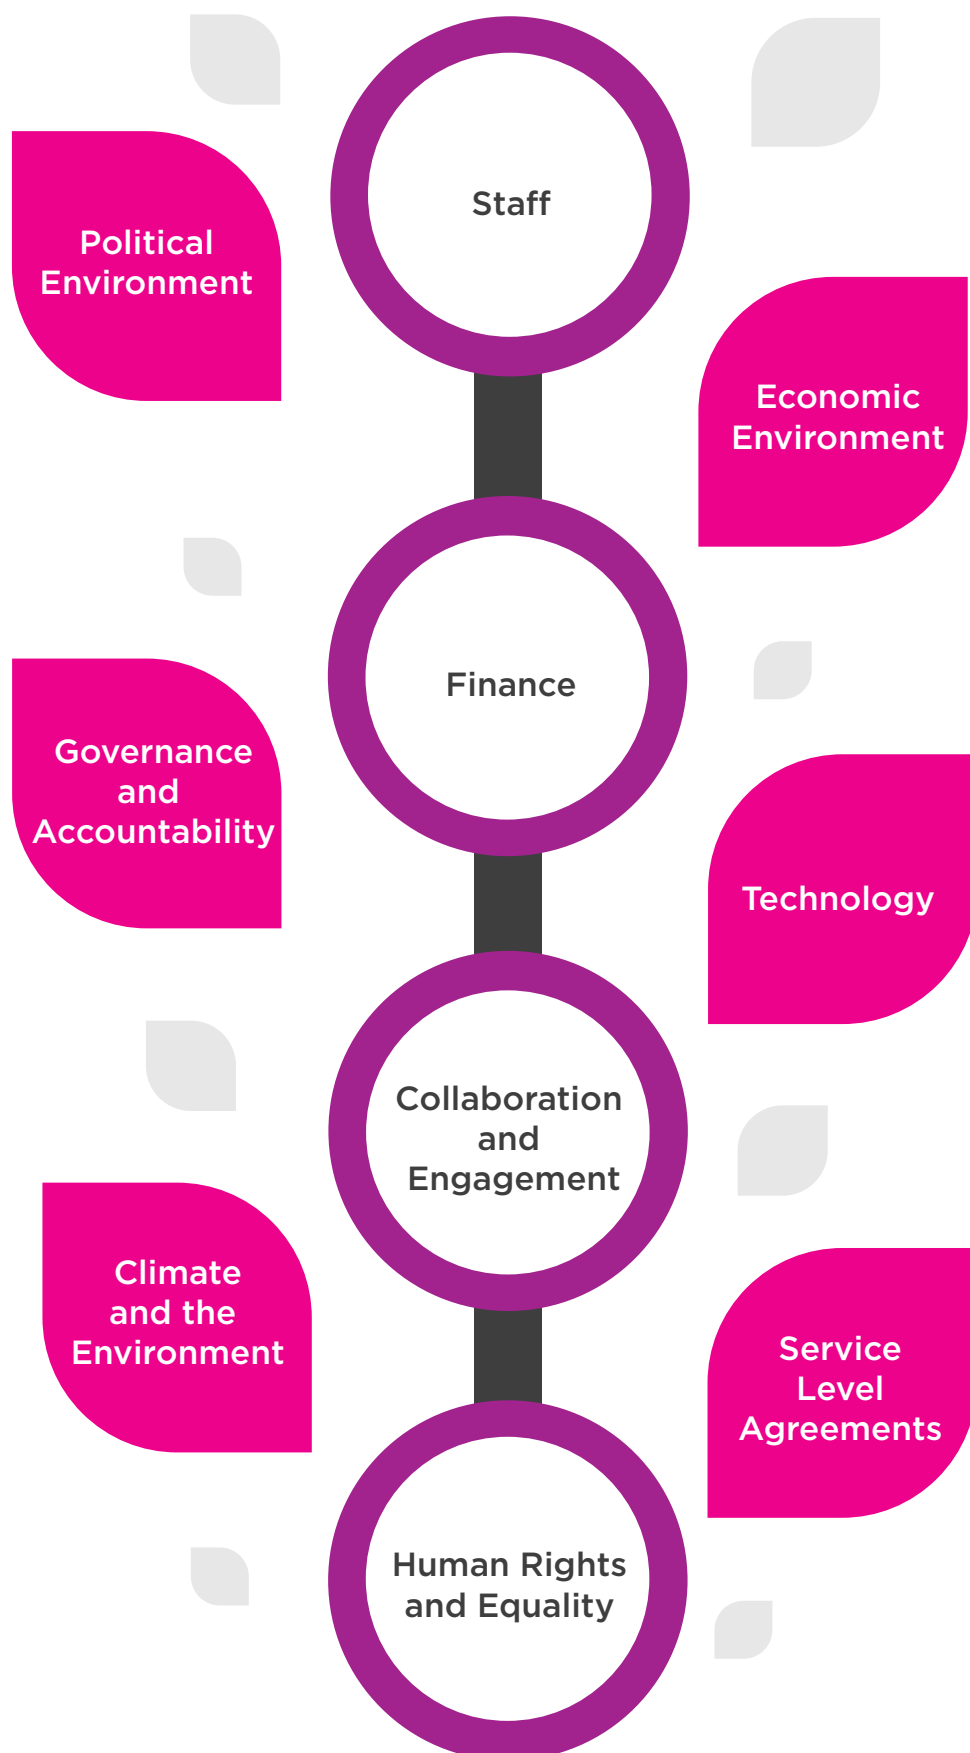 Staff
Political
Environment
Economic
Environment
Finance
Governance
and
Accountability
Technology
Collaboration
and
Engagement
Climate
and the
Environment
Service
Level
Agreements
Human Rights
and Equality